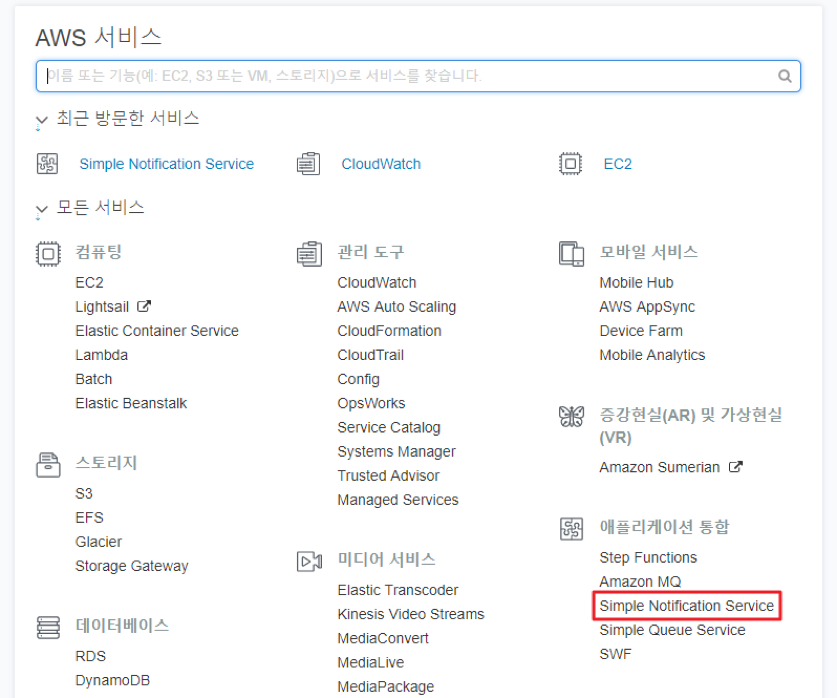 AWS 서비스
이름 또는 기능(예: EC2, S3 또는 VM, 스토리지)으로 서비스를 찾습니다.
최근 방문한 서비스
Simple Notification Service
CloudWatch
EC2
모든 서비스
컴퓨팅
EC2
Lightsail
Elastic Container Service
Lambda
Batch
Elastic Beanstalk
스토리지
S3
EFS
Glacier
Storage Gateway
데이터베이스
RDS
DynamoDB
관리 도구
CloudWatch
AWS Auto Scaling
CloudFormation
CloudTrail
Config
OpsWorks
Service Catalog
Systems Manager
Trusted Advisor
Managed Services
미디어 서비스
Elastic Transcoder
Kinesis Video Streams
MediaConvert
MediaLive
MediaPackage
모바일 서비스
Mobile Hub
AWS AppSync
Device Farm
Mobile Analytics
증강현실(AR) 및 가상현실
(VR)
Amazon Sumerian
애플리케이션 통합
Step Functions
Amazon MQ
Simple Notification Service
Simple Queue Service
SWF